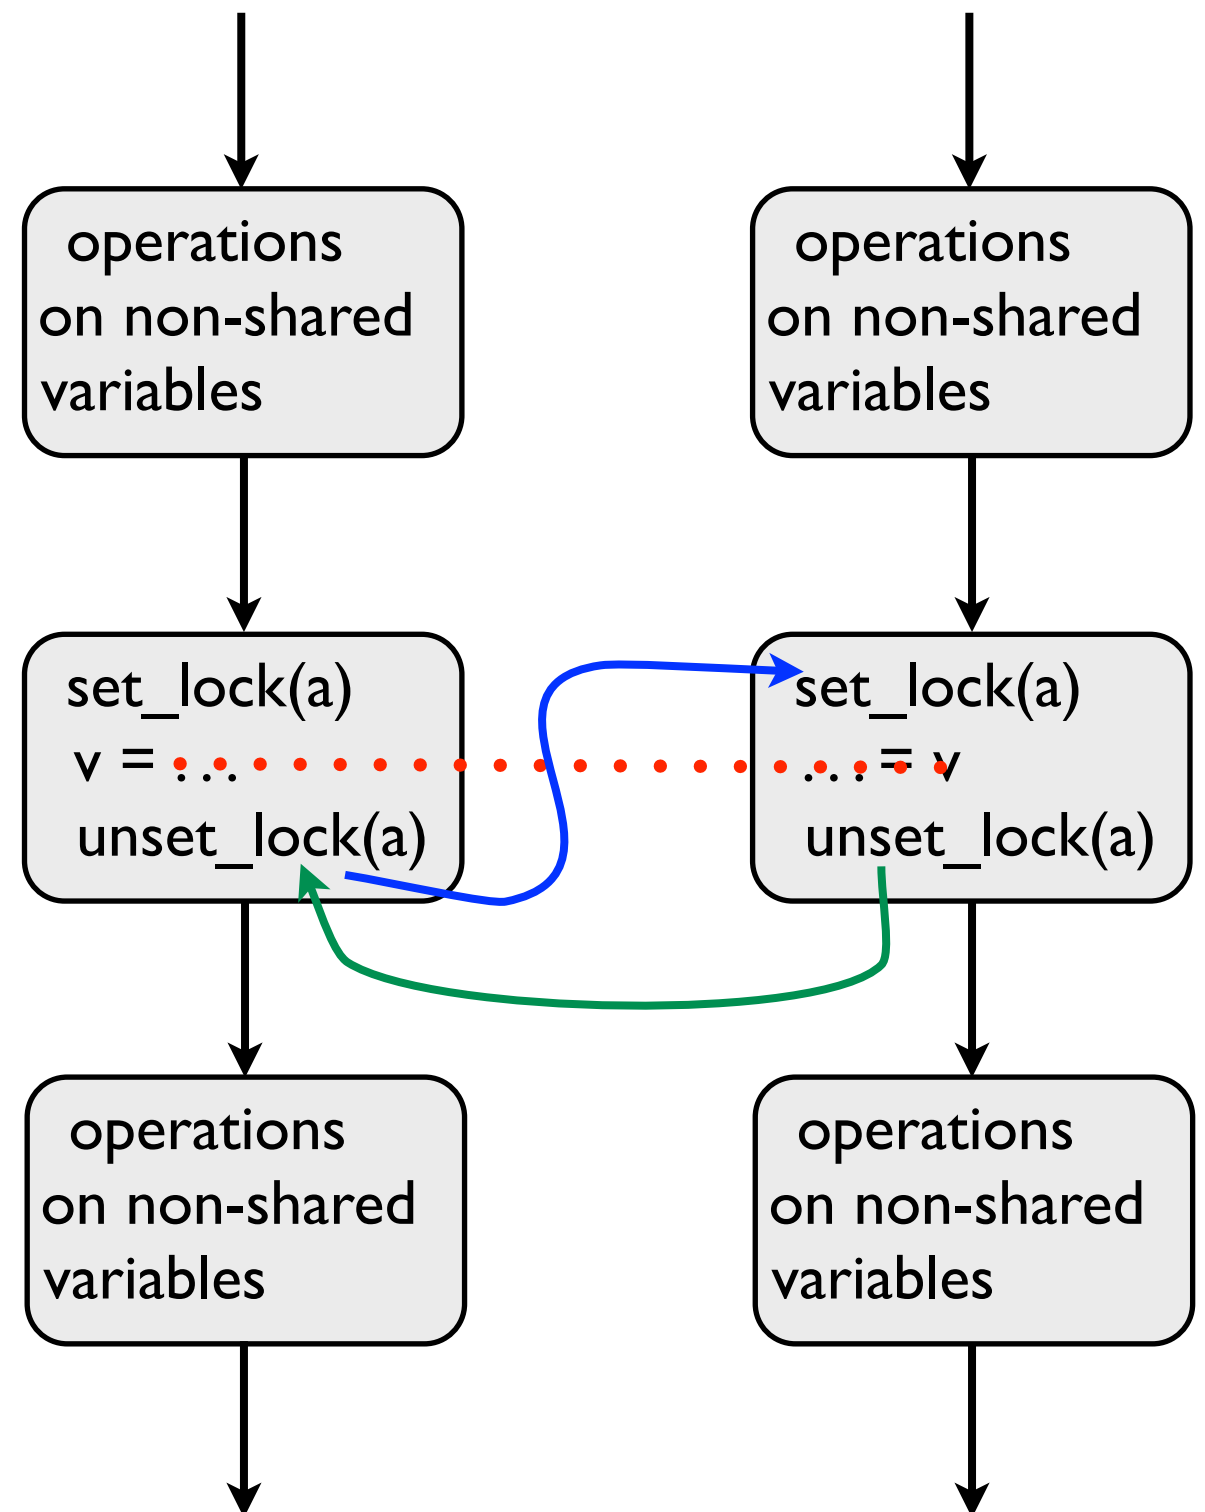 operations
on non-shared
variables
operations
on non-shared
variables
set_lock(a)
v = ...
unset_lock(a)
set_lock(a)
... = v
unset_lock(a)
operations
on non-shared
variables
operations
on non-shared
variables